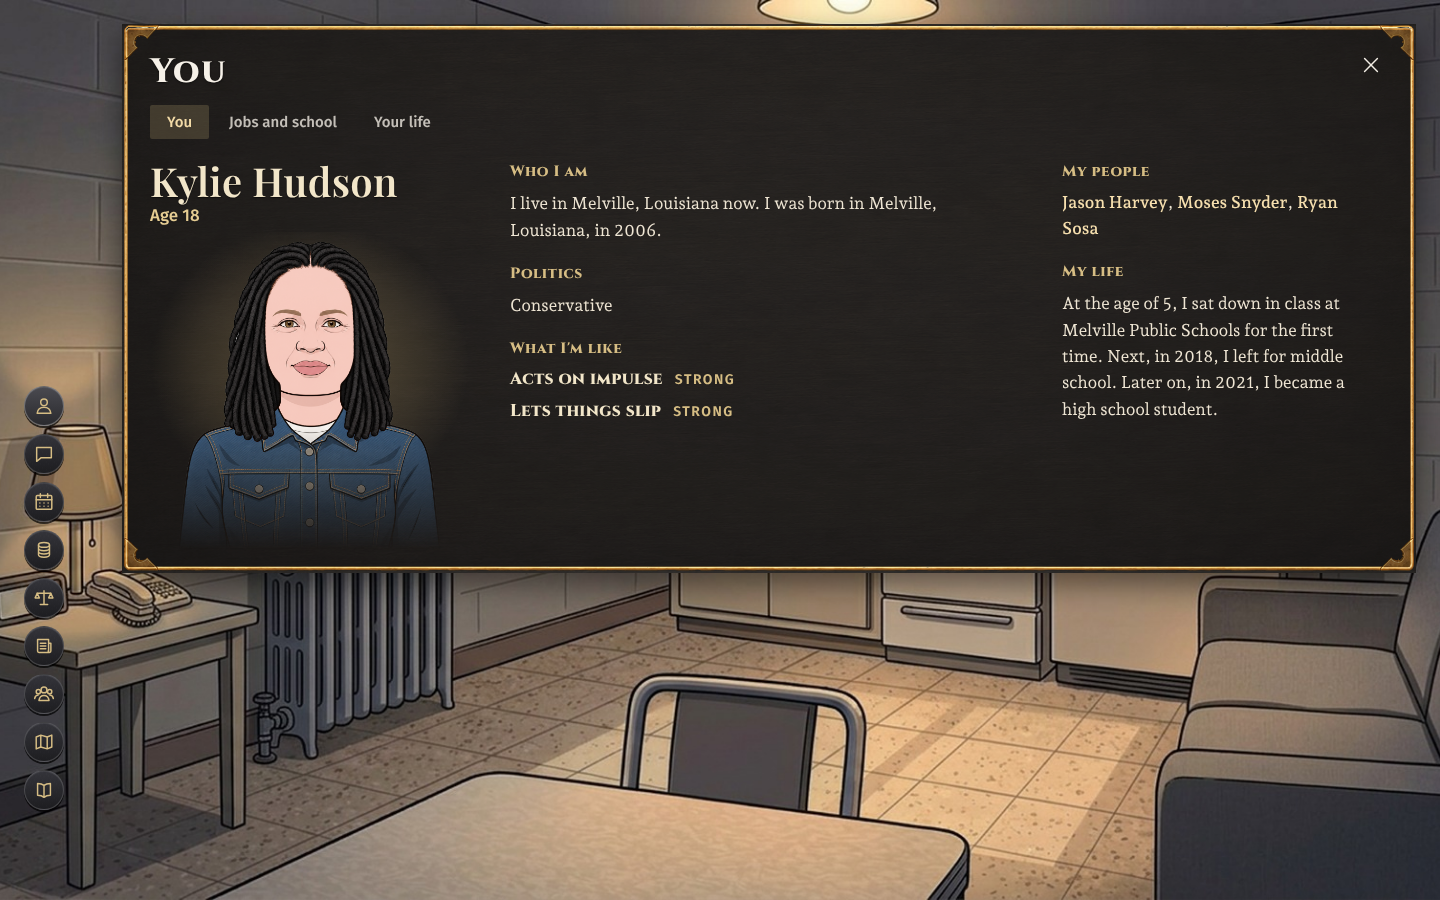 You
You
Jobs and school
Your life
Kylie Hudson
Age 18
Who I am
I live in Melville, Louisiana now. I was born in Melville,
Louisiana, in 2006.
Politics
Conservative
What I'm like
Acts on impulse STRONG
Lets things slip STRONG
My people
Jason Harvey, Moses Snyder, Ryan
Sosa
My life
At the age of 5, I sat down in class at
Melville Public Schools for the first
time. Next, in 2018, I left for middle
school. Later on, in 2021, I became a
high school student.